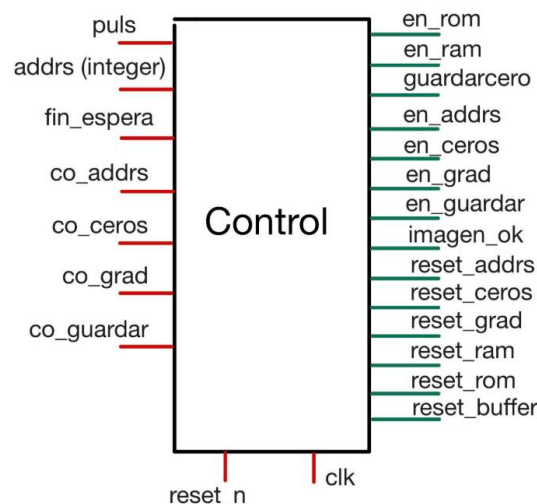 puls
addrs (integer)
fin_espera
co_addrs
co_ceros
co_grad
co_guardar
Control
en_rom
en_ram
guardarcero
en_addrs
en_ceros
en_grad
en_guardar
imagen_ok
reset_addrs
reset_ceros
reset_grad
reset_ram
reset_rom
reset_buffer
reset_n
clk